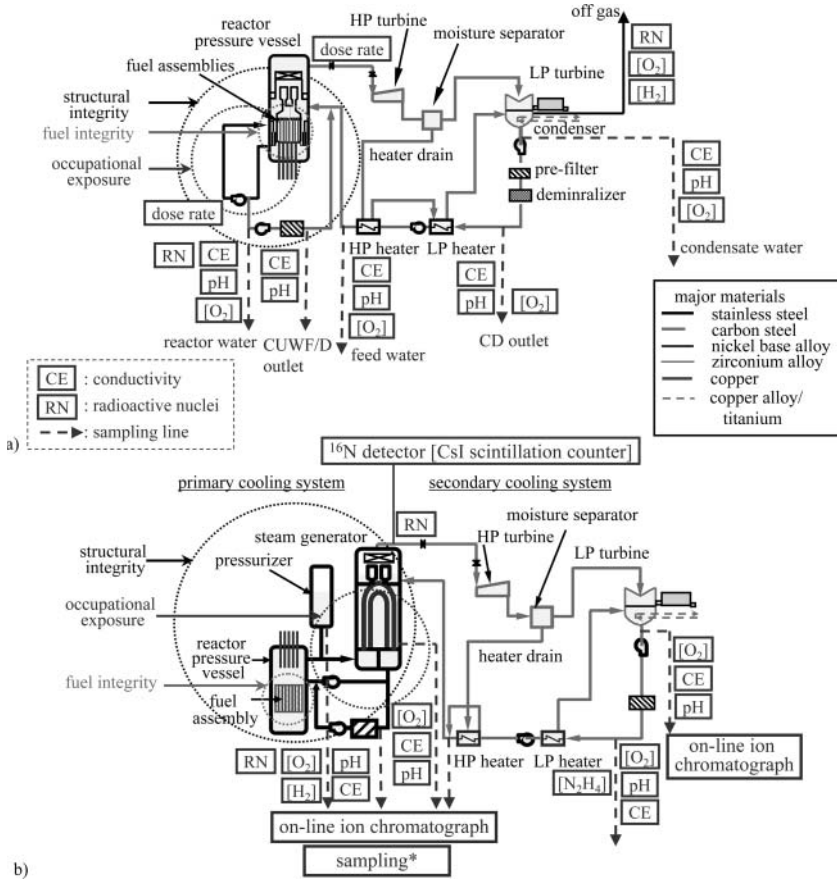 off gas
HP turbine
reactor
pressure vessel
dose rate
moisture separator
RN
[O₂]
[H₂]
fuel assemblies
LP turbine
structural
integrity
fuel integrity
condenser
occupational
exposure
heater drain
pre-filter
deminralizer
CE
pH
[O₂]
dose rate
HP heater
LP heater
condensate water
RN
CE
pH
[O₂]
CE
pH
CE
pH
[O₂]
CE
pH
[O₂]
reactor water
CUWF/D
outlet
feed water
CD outlet
major materials
stainless steel
carbon steel
nickel base alloy
zirconium alloy
copper
copper alloy/
titanium
CE : conductivity
RN : radioactive nuclei
: sampling line
a)
¹⁶N detector [CsI scintillation counter]
primary cooling system
secondary cooling system
RN
moisture separator
HP turbine
steam generator
LP turbine
structural
integrity
pressurizer
occupational
exposure
reactor
pressure
vessel
heater drain
fuel integrity
fuel
assembly
[O₂]
CE
pH
[O₂]
CE
pH
HP heater
LP heater
RN
[O₂]
[H₂]
pH
CE
[N₂H₄]
[O₂]
pH
CE
on-line ion
chromatograph
on-line ion chromatograph
sampling*
b)